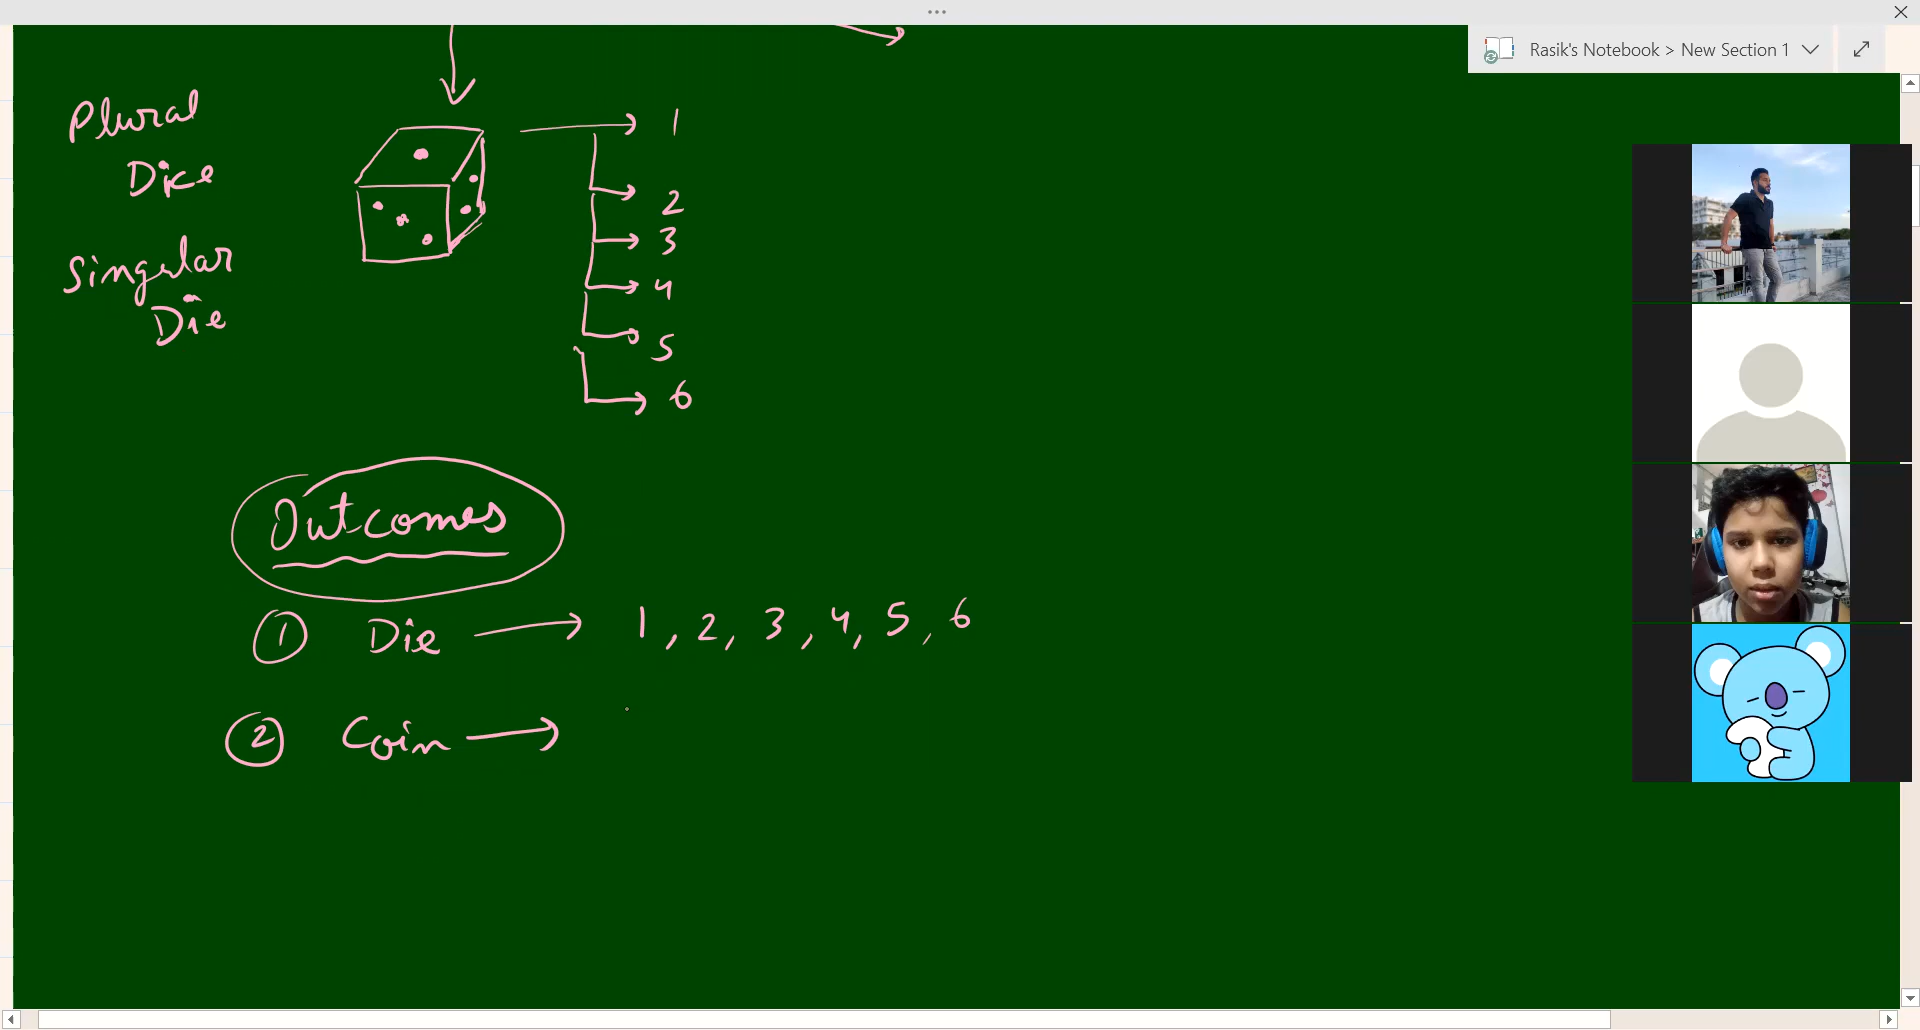 Rasik's Notebook > New Section 1
Plural
Dice
Singular
Die
1
2
3
4
5
6
Outcomes
1 Die → 1, 2, 3, 4, 5, 6
2 Coin →